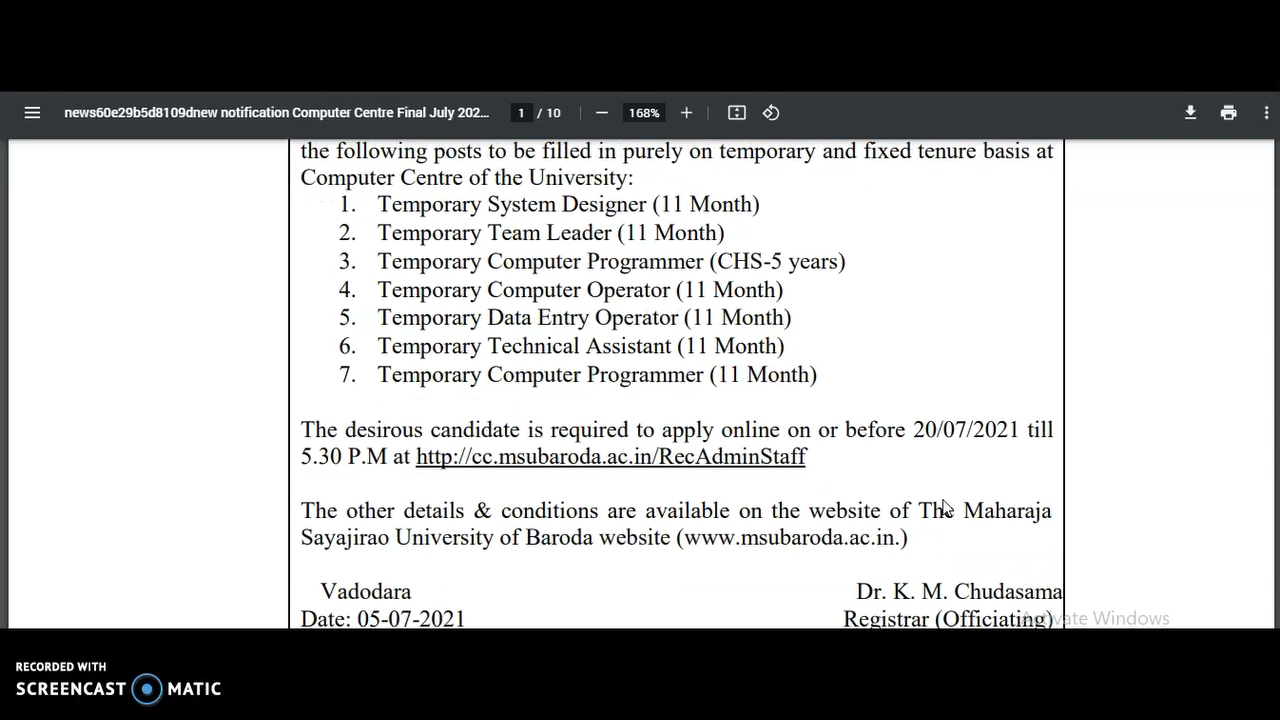 news60e29b5d8109dnew notification Computer Centre Final July 202... 1 / 10 168%
the following posts to be filled in purely on temporary and fixed tenure basis at
Computer Centre of the University:
1. Temporary System Designer (11 Month)
2. Temporary Team Leader (11 Month)
3. Temporary Computer Programmer (CHS-5 years)
4. Temporary Computer Operator (11 Month)
5. Temporary Data Entry Operator (11 Month)
6. Temporary Technical Assistant (11 Month)
7. Temporary Computer Programmer (11 Month)
The desirous candidate is required to apply online on or before 20/07/2021 till
5.30 P.M at http://cc.msubaroda.ac.in/RecAdminStaff
The other details & conditions are available on the website of The Maharaja
Sayajirao University of Baroda website (www.msubaroda.ac.in.)
Vadodara Dr. K. M. Chudasama
Date: 05-07-2021 Registrar (Officiating)
Activate Windows
RECORDED WITH
SCREENCAST MATIC